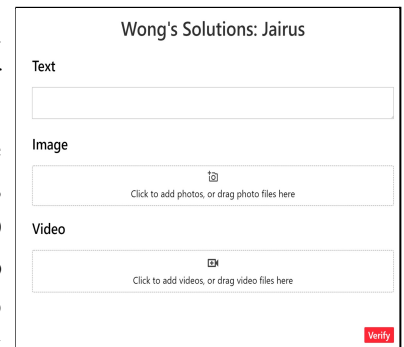 Wong's Solutions: Jairus
Text
Image
Click to add photos, or drag photo files here
Video
Click to add videos, or drag video files here
Verify